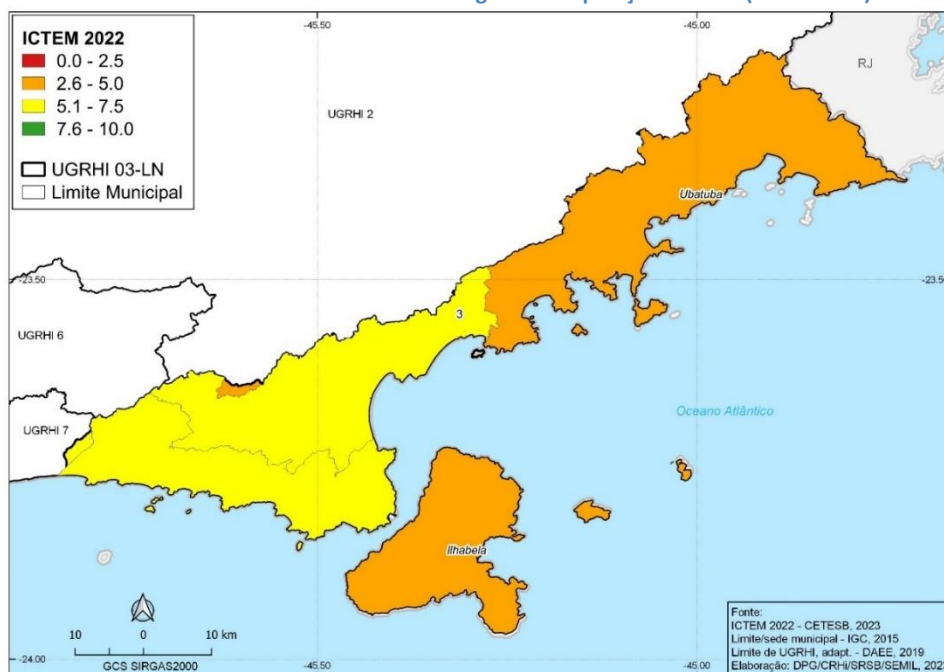 ICTEM 2022
0.0 - 2.5
2.6 - 5.0
5.1 - 7.5
7.6 - 10.0
UGRHI 03-LN
Limite Municipal
-45.50
-45.00
RJ
UGRHI 2
Ubatuba
-23.50
-23.50
3
UGRHI 6
UGRHI 7
Oceano Atlântico
Ilhabela
10 0 10 km
GCS SIRGAS2000
-24.00
-45.50
-45.00
Fonte:
ICTEM 2022 - CETESB, 2023
Limite/sede municipal - IGC, 2015
Limite de UGRHI, adapt. - DAEE, 2019
Elaboração: DPG/CRHi/SRSB/SEMIL, 2023